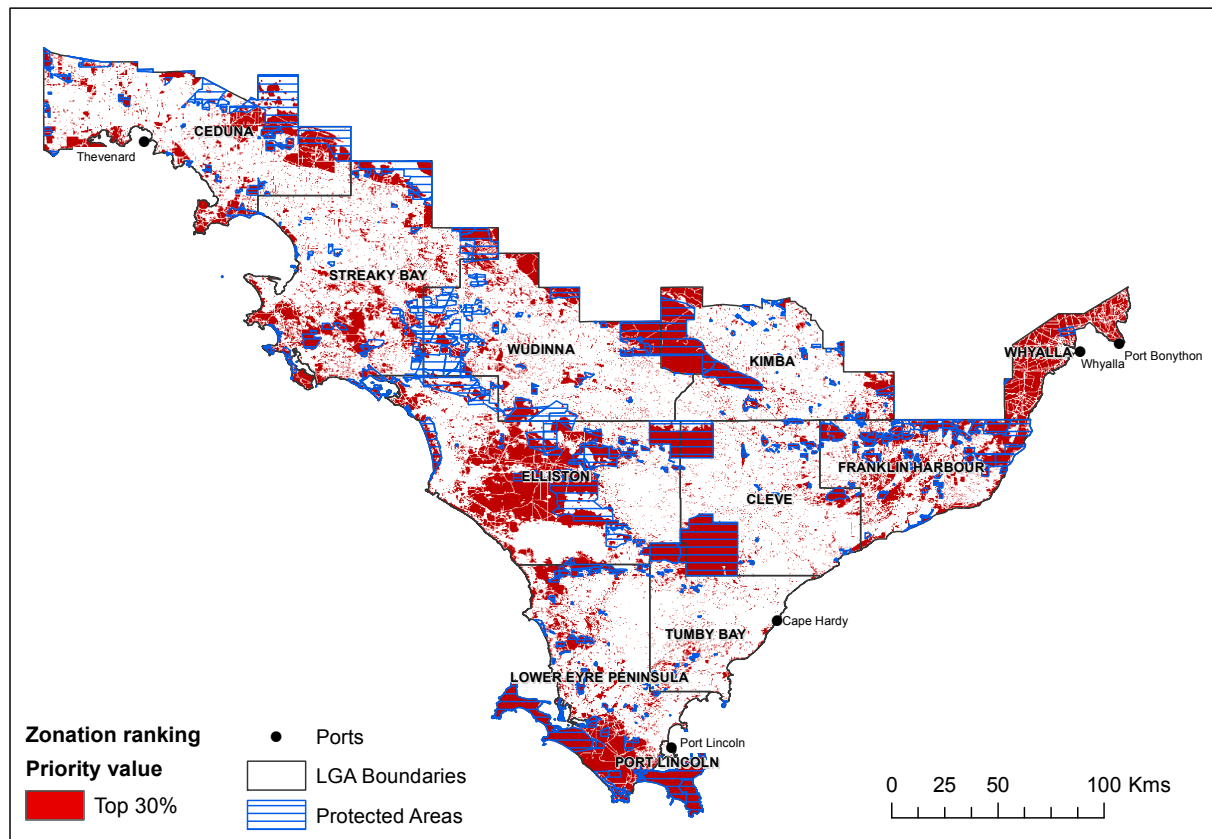 CEDUNA
Thevenard
STREAKY BAY
WUDINNA
KIMBA
WHYALLA
Whyalla
Port Bonython
ELLISTON
FRANKLIN HARBOUR
CLEVE
Cape Hardy
TUMBY BAY
LOWER EYRE PENINSULA
Port Lincoln
PORT LINCOLN
Zonation ranking
Priority value
Top 30%
Ports
LGA Boundaries
Protected Areas
0 50 100 Kms